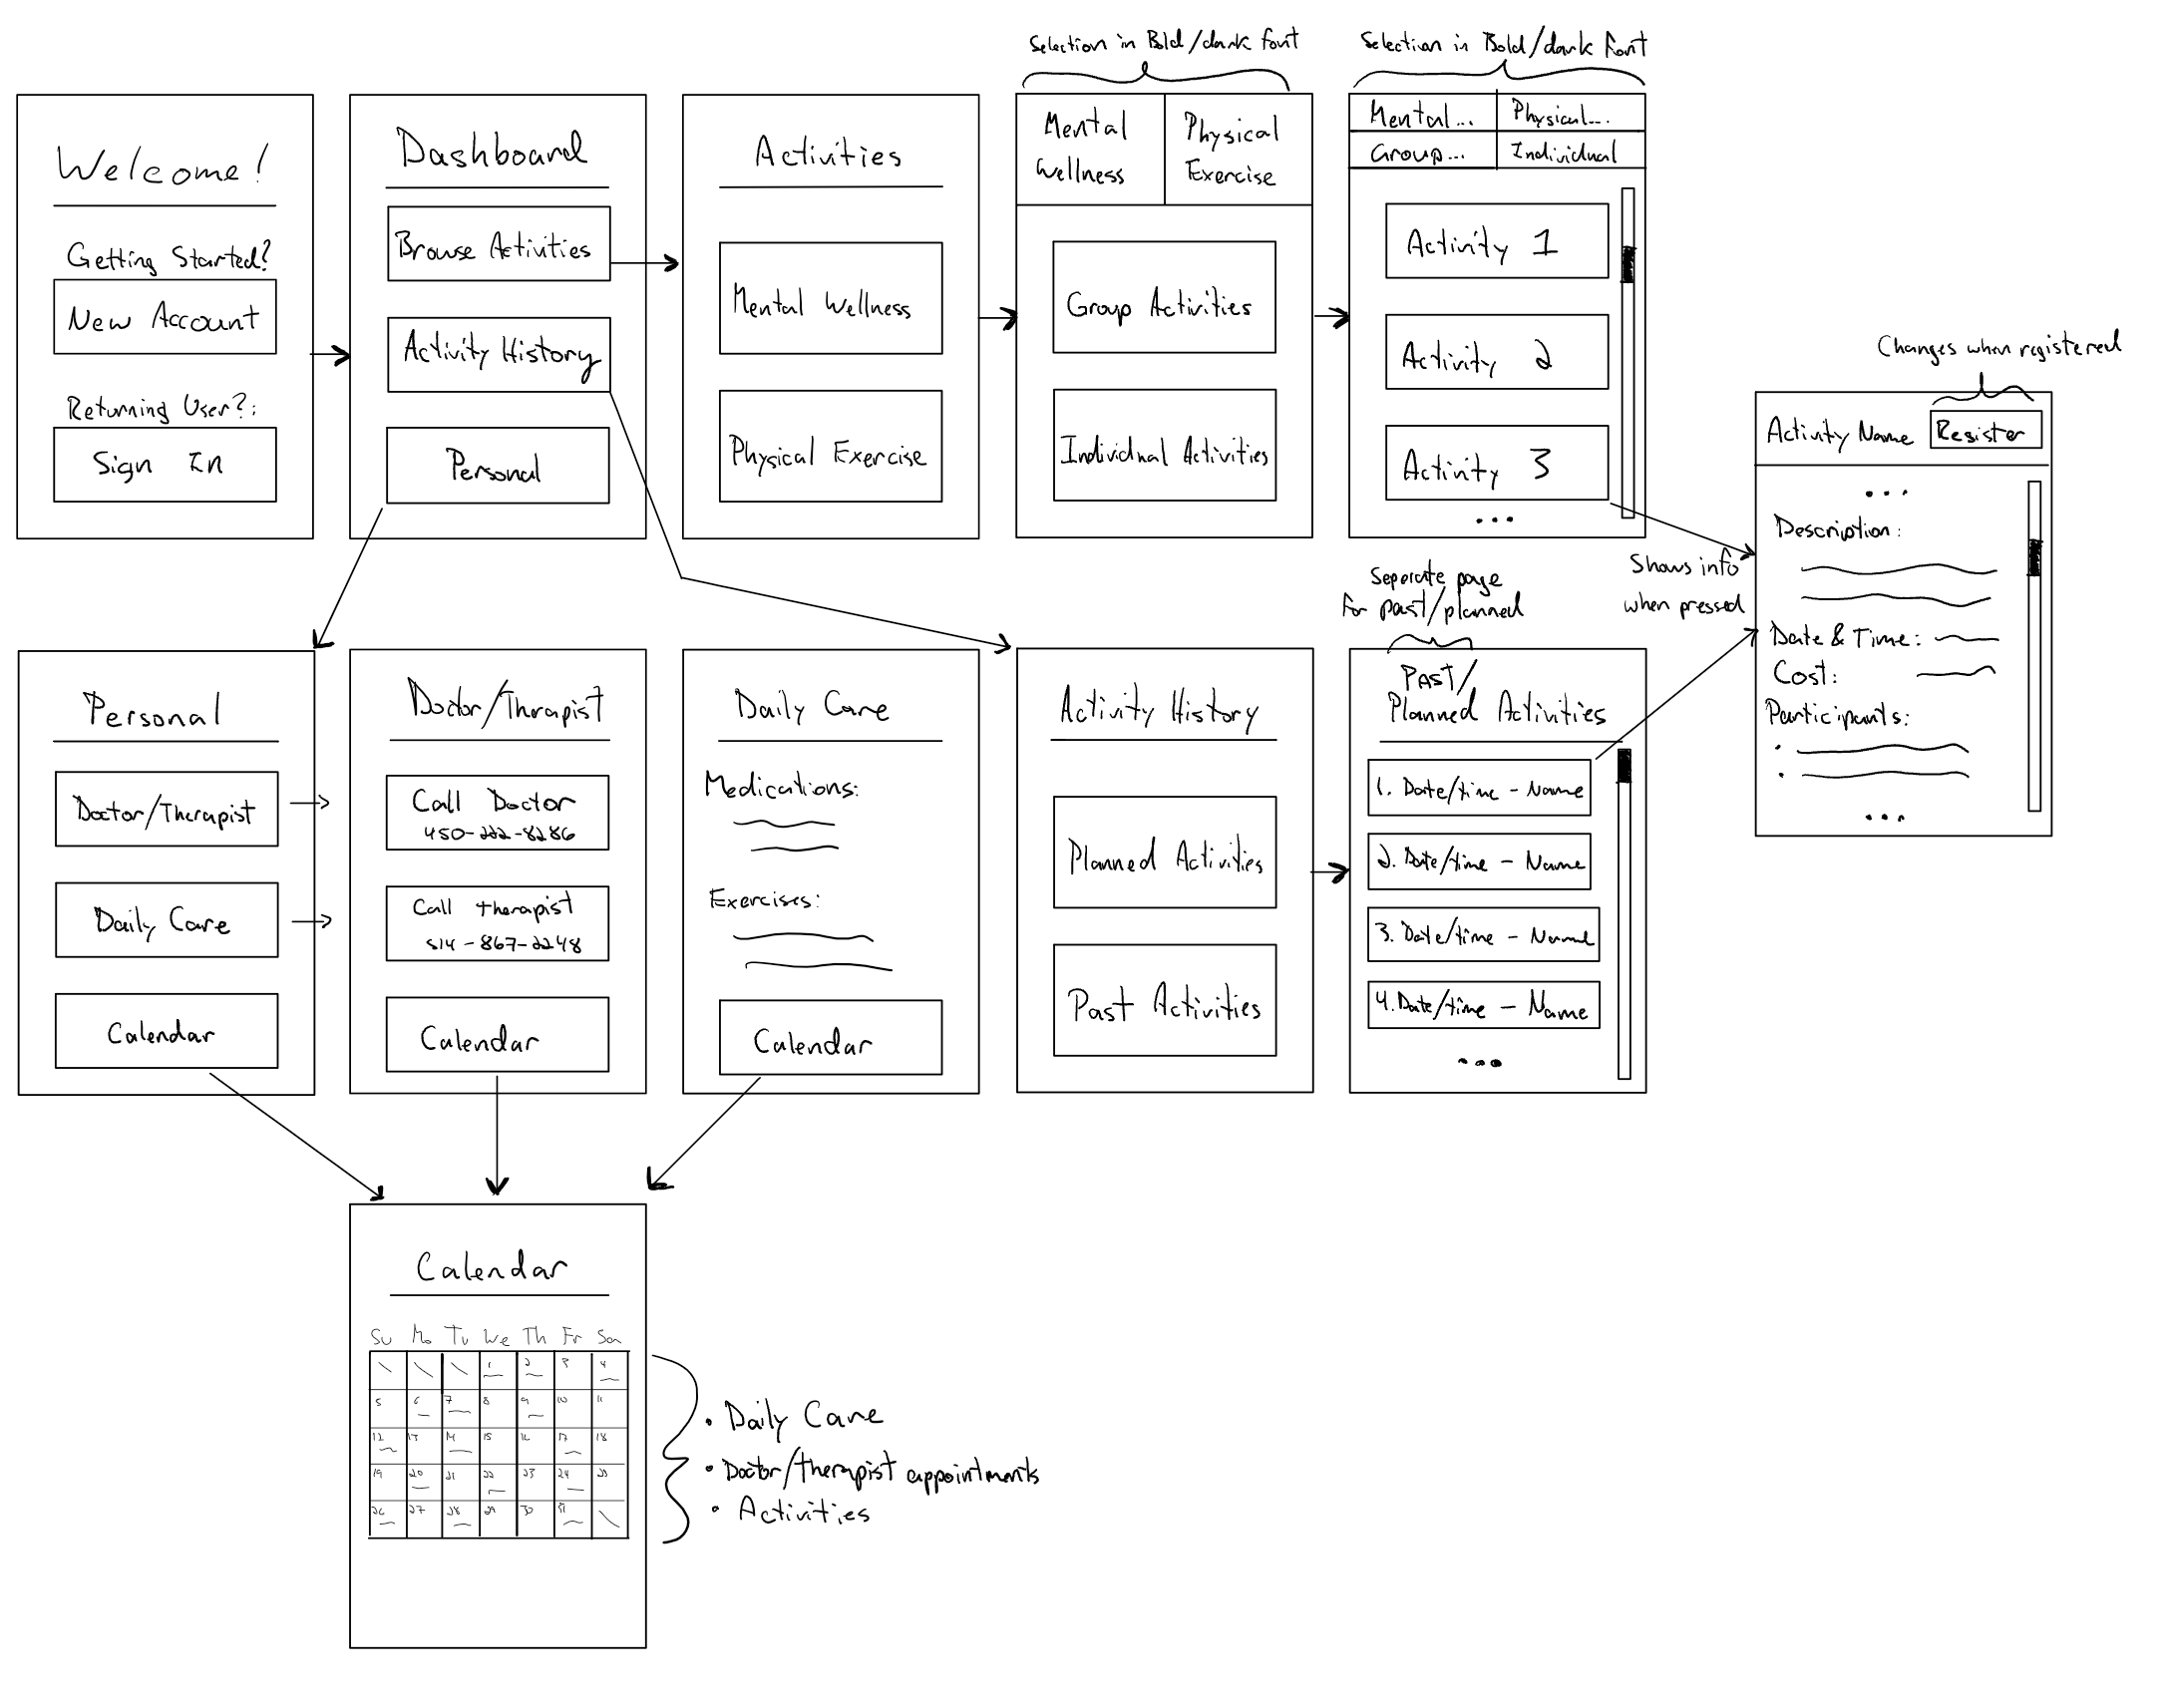 Selection in Bold/dark font
Selection in Bold/dark font
Welcome!
Getting Started?
New Account
Returning User?:
Sign In
Dashboard
Browse Activities
Activity History
Personal
Activities
Mental Wellness
Physical Exercise
Mental
Wellness
Physical
Exercise
Group Activities
Individual Activities
Mental... Physical...
Group... Individual
Activity 1
Activity 2
Activity 3
...
Changes when registered
Activity Name Register
...
Description:
Date & Time:
Cost:
Participants:
...
Shows info
when pressed
Seperate page
for past/planned
Personal
Doctor/Therapist
Daily Care
Calendar
Doctor/Therapist
Call Doctor
450-222-8286
Call therapist
514-867-2248
Calendar
Daily Care
Medications:
Exercises:
Calendar
Activity History
Planned Activities
Past Activities
Past/
Planned Activities
1. Date/time - Name
2. Date/time - Name
3. Date/time - Name
4. Date/time - Name
...
Calendar
Su Mo Tu We Th Fr Sa
1 2 3 4
5 6 7 8 9 10 11
12 13 14 15 16 17 18
19 20 21 22 23 24 25
26 27 28 29 30 31
• Daily Care
• Doctor/therapist appointments
• Activities